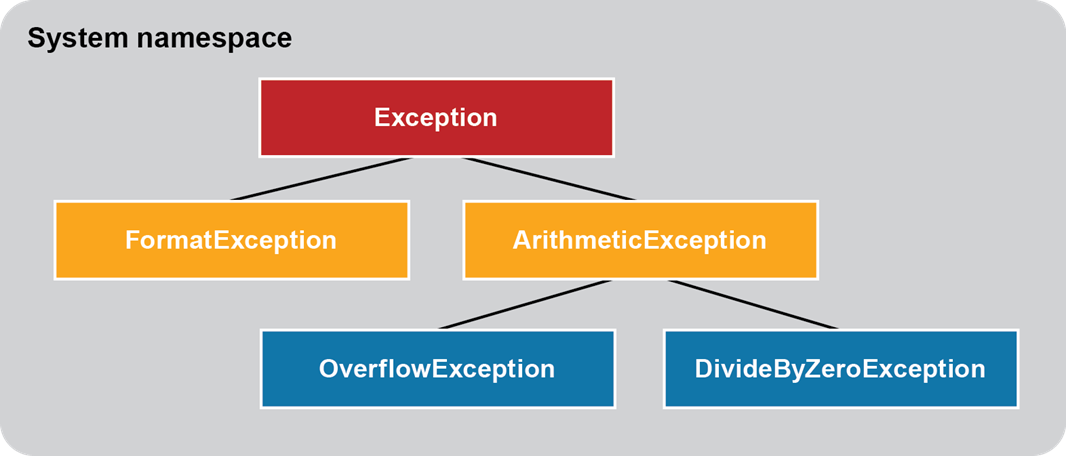 System namespace
Exception
FormatException
ArithmeticException
OverflowException
DivideByZeroException